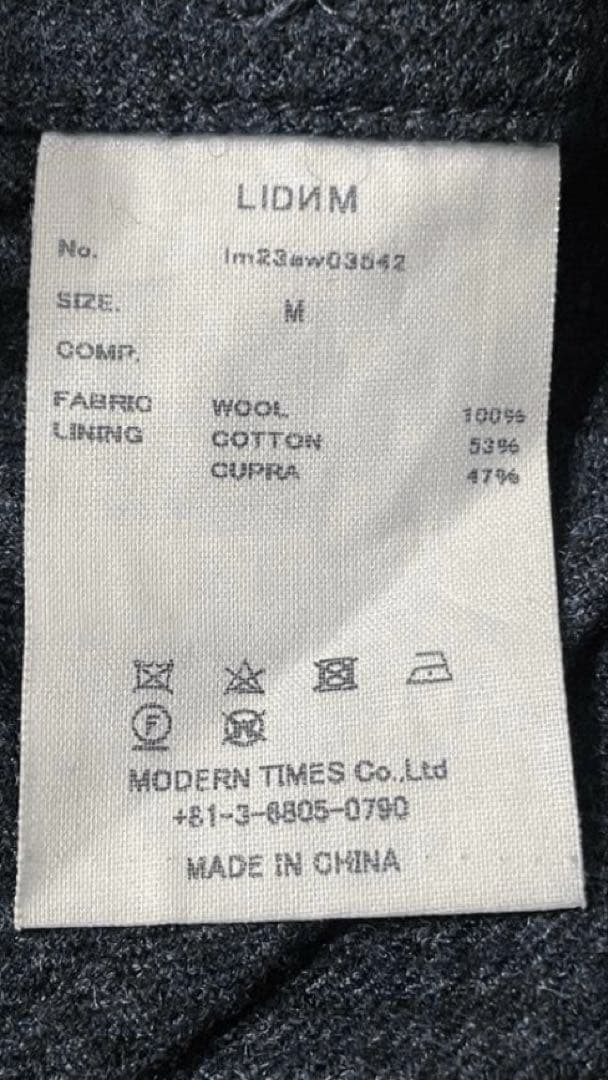 LIDИM
No. lm23aw03542
SIZE. M
COMP.
FABRIC WOOL 100%
LINING COTTON 53%
CUPRA 47%
F
W
MODERN TIMES Co.,Ltd
+81-3-6805-0790
MADE IN CHINA